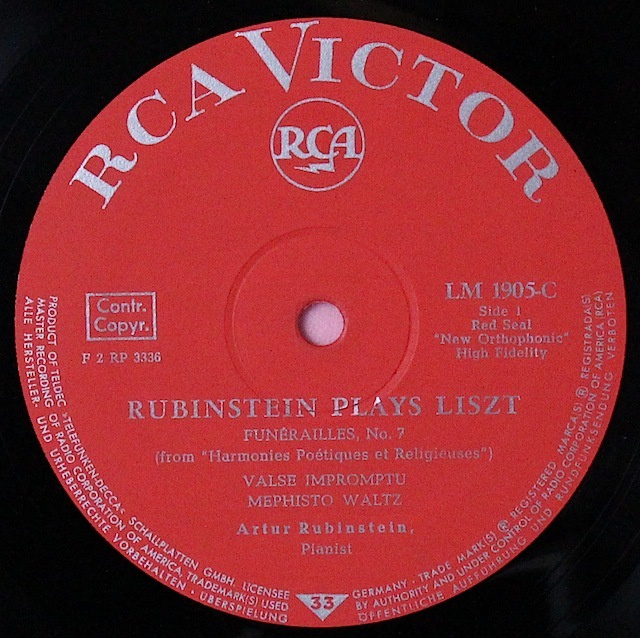 RCA VICTOR
RCA
Contr.
Copyr.
F 2 RP 3336
LM 1905-C
Side 1
Red Seal
"New Orthophonic"
High Fidelity
RUBINSTEIN PLAYS LISZT
FUNÉRAILLES, No. 7
(from "Harmonies Poétiques et Religieuses")
VALSE IMPROMPTU
MEPHISTO WALTZ
Artur Rubinstein,
Pianist
33
PRODUCT OF TELDEC »TELEFUNKEN-DECCA« SCHALLPLATTEN GMBH. LICENSEE
MASTER RECORDING OF RADIO CORPORATION OF AMERICA, TRADEMARK(S) USED
ALLE HERSTELLER- UND URHEBERRECHTE VORBEHALTEN · ÜBERSPIELUNG
GERMANY · TRADE MARK(S) ® REGISTERED. MARCA(S) ® REGISTRADA(S)
BY AUTHORITY AND UNDER CONTROL OF RADIO CORPORATION OF AMERICA (RCA)
ÖFFENTLICHE AUFFÜHRUNG UND RUNDFUNKSENDUNG VERBOTEN